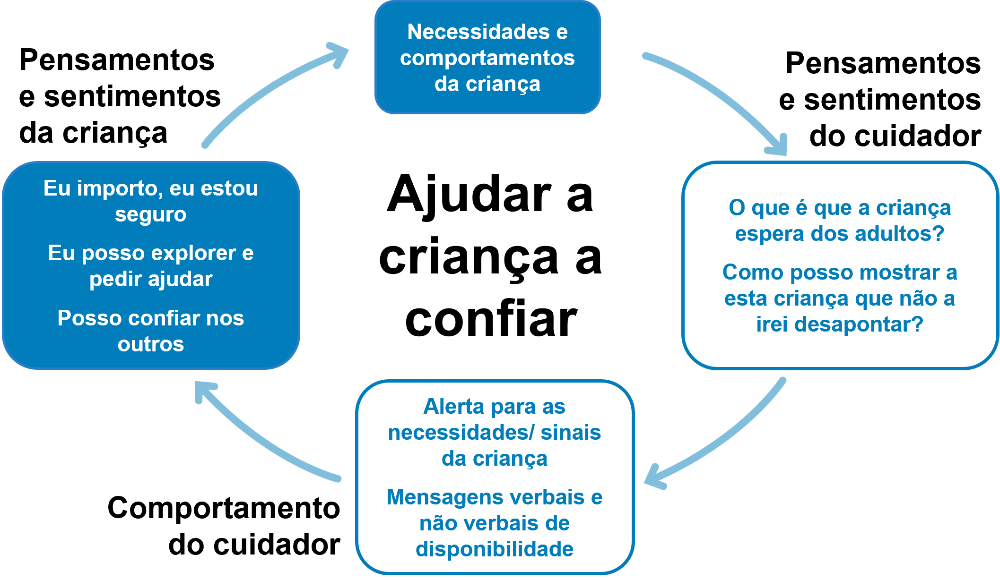 Necessidades e
comportamentos
da criança
Pensamentos
e sentimentos
do cuidador
O que é que a criança
espera dos adultos?
Como posso mostrar a
esta criança que não a
irei desapontar?
Alerta para as
necessidades/ sinais
da criança
Mensagens verbais e
não verbais de
disponibilidade
Comportamento
do cuidador
Pensamentos
e sentimentos
da criança
Eu importo, eu estou
seguro
Eu posso explorer e
pedir ajudar
Posso confiar nos
outros
Ajudar a
criança a
confiar